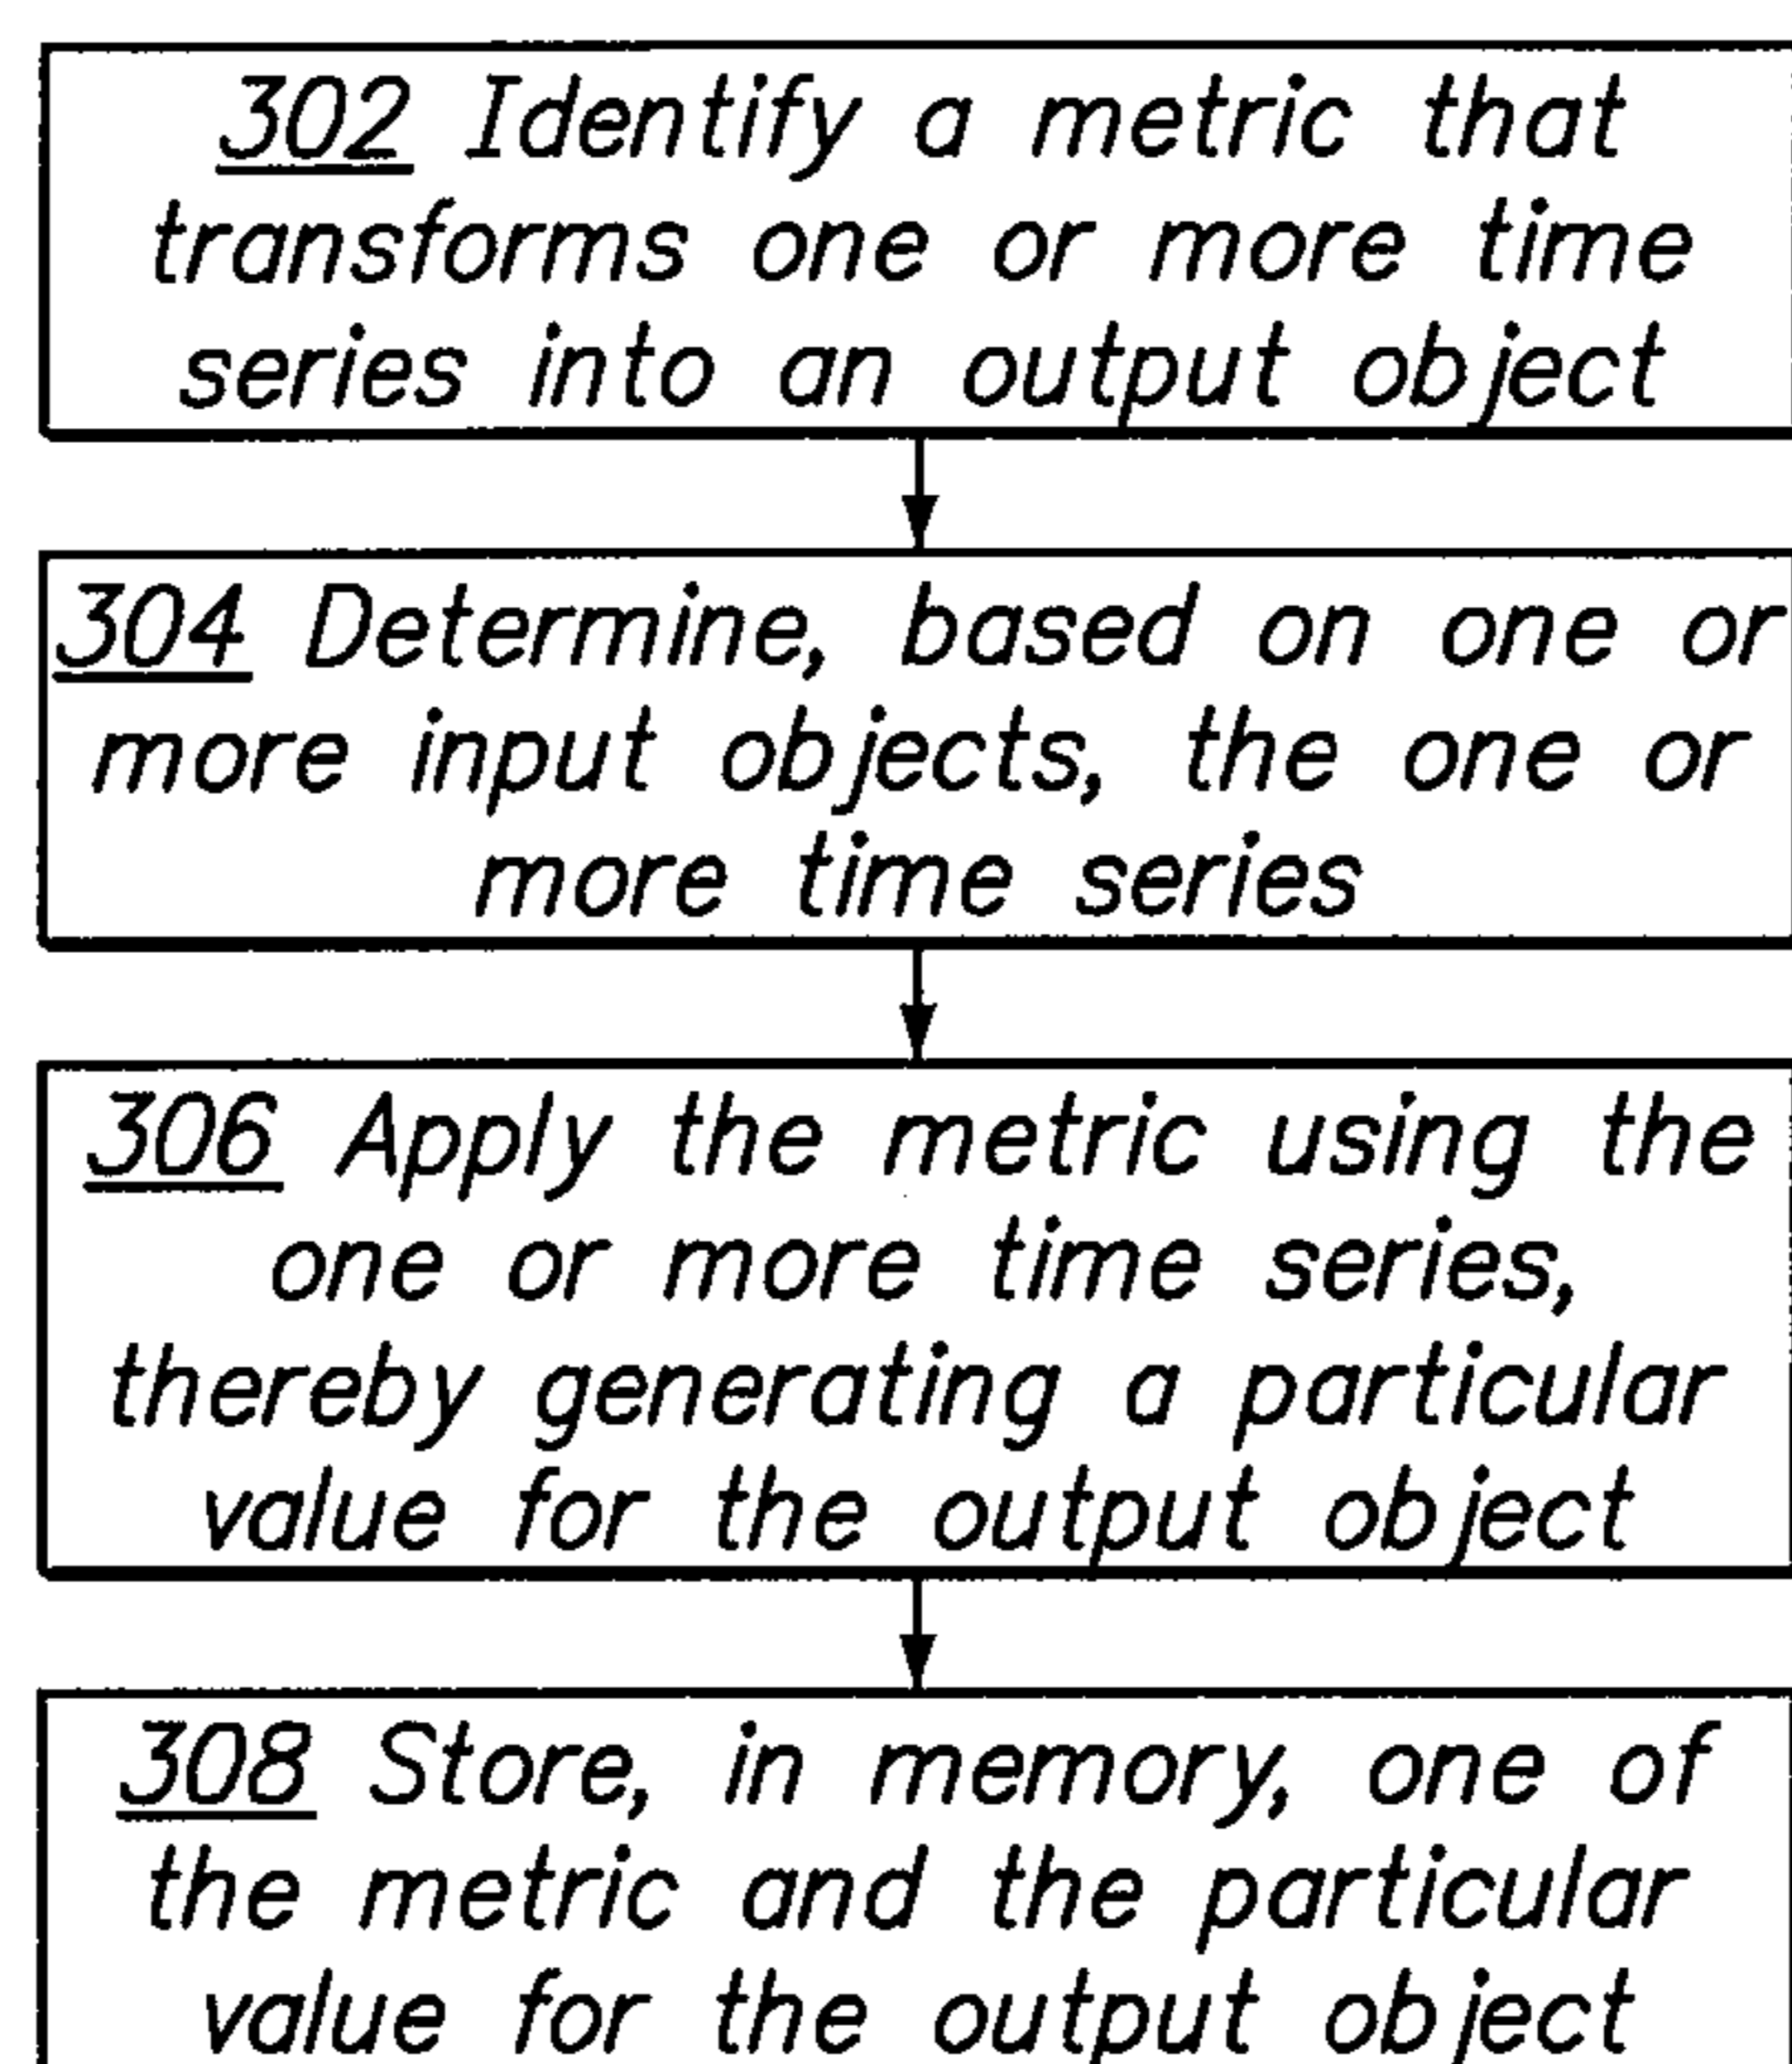 302 Identify a metric that
transforms one or more time
series into an output object
304 Determine, based on one or
more input objects, the one or
more time series
306 Apply the metric using the
one or more time series,
thereby generating a particular
value for the output object
308 Store, in memory, one of
the metric and the particular
value for the output object